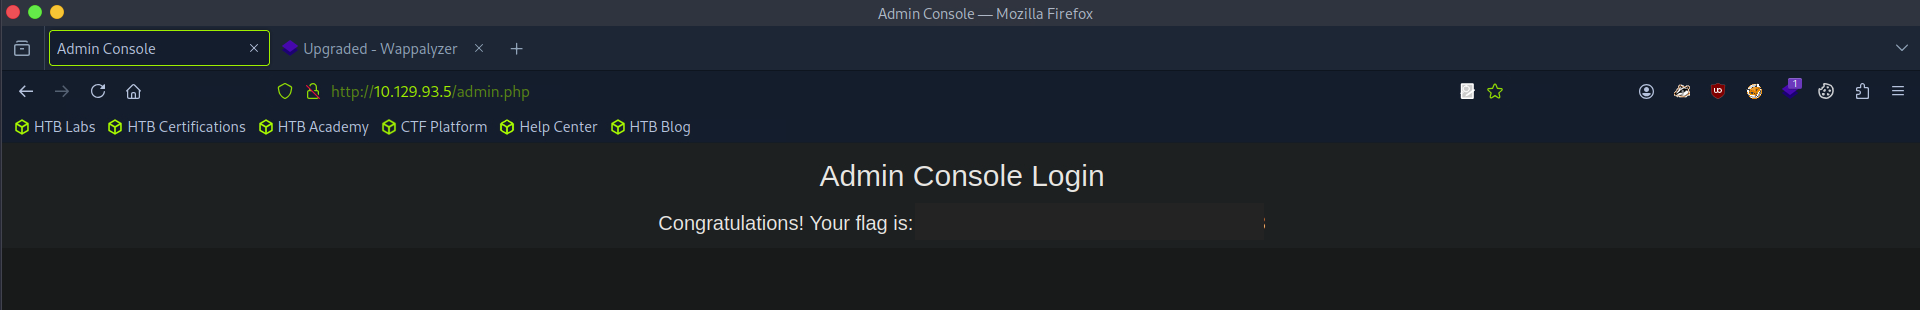 Admin Console — Mozilla Firefox
Admin Console
Upgraded - Wappalyzer
http://10.129.93.5/admin.php
1
HTB Labs
HTB Certifications
HTB Academy
CTF Platform
Help Center
HTB Blog
Admin Console Login
Congratulations! Your flag is: